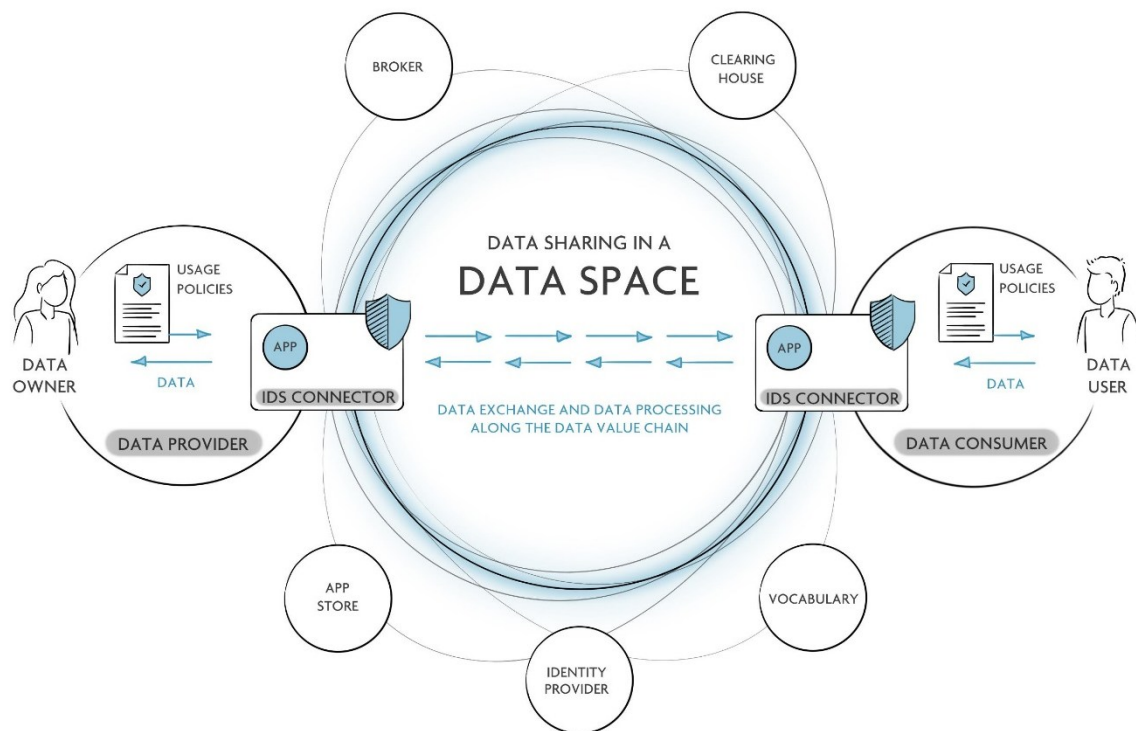 BROKER
CLEARING
HOUSE
DATA SHARING IN A
DATA SPACE
USAGE
POLICIES
DATA
OWNER
DATA
APP
IDS CONNECTOR
DATA PROVIDER
DATA EXCHANGE AND DATA PROCESSING
ALONG THE DATA VALUE CHAIN
APP
IDS CONNECTOR
USAGE
POLICIES
DATA
DATA
USER
DATA CONSUMER
APP
STORE
IDENTITY
PROVIDER
VOCABULARY